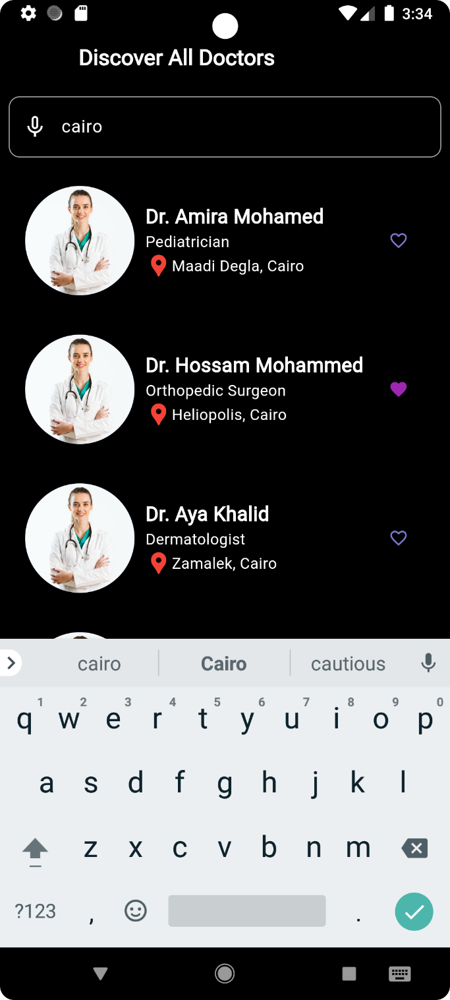 3:34
Discover All Doctors
cairo
Dr. Amira Mohamed
Pediatrician
Maadi Degla, Cairo
Dr. Hossam Mohammed
Orthopedic Surgeon
Heliopolis, Cairo
Dr. Aya Khalid
Dermatologist
Zamalek, Cairo
cairo Cairo cautious
1 2 3 4 5 6 7 8 9 0
q w e r t y u i o p
a s d f g h j k l
z x c v b n m
?123 , .